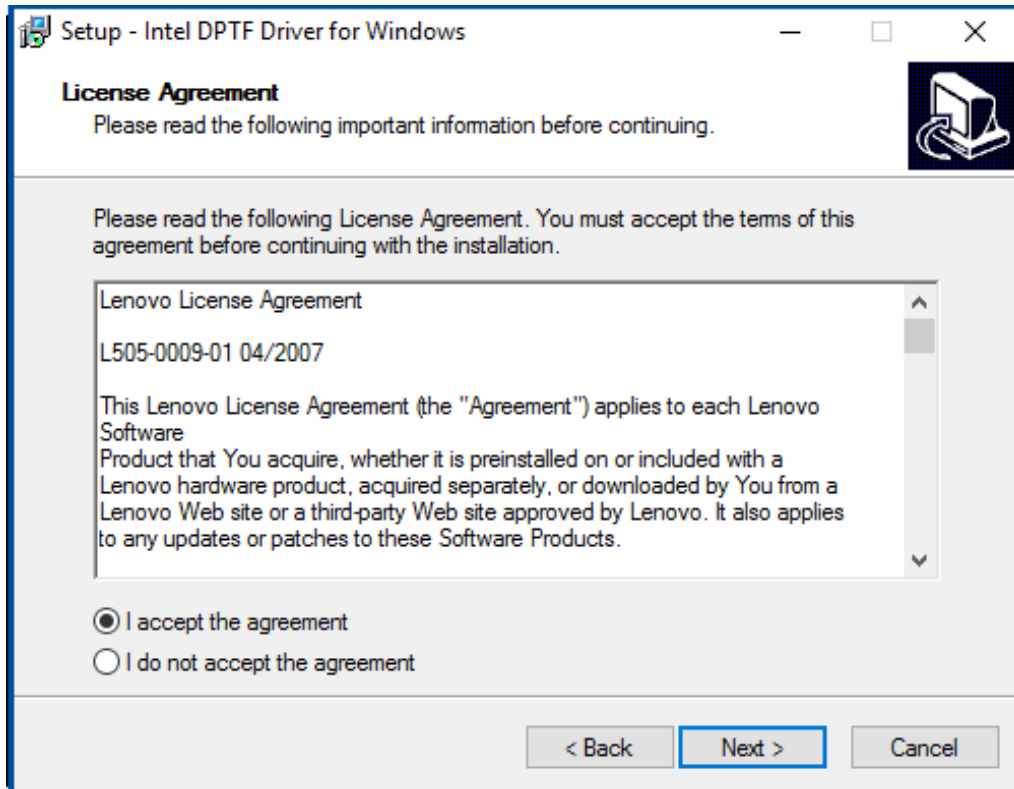 Setup - Intel DPTF Driver for Windows
License Agreement
Please read the following important information before continuing.
Please read the following License Agreement. You must accept the terms of this
agreement before continuing with the installation.
Lenovo License Agreement
L505-0009-01 04/2007
This Lenovo License Agreement (the "Agreement") applies to each Lenovo
Software
Product that You acquire, whether it is preinstalled on or included with a
Lenovo hardware product, acquired separately, or downloaded by You from a
Lenovo Web site or a third-party Web site approved by Lenovo. It also applies
to any updates or patches to these Software Products.
I accept the agreement
I do not accept the agreement
< Back Next > Cancel